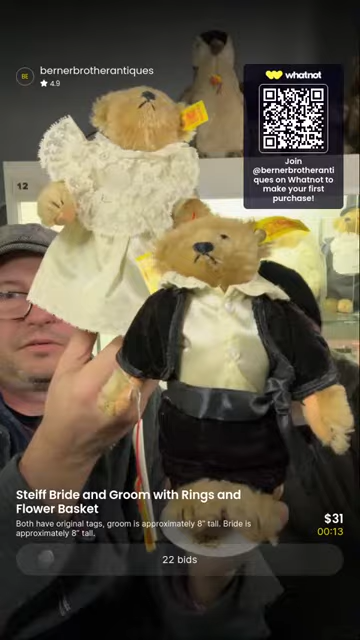 BE
bernerbrotherantiques
★ 4.9
whatnot
Join
@bernerbrotheranti
ques on Whatnot to
make your first
purchase!
12
Steiff Bride and Groom with Rings and
Flower Basket
Both have original tags, groom is approximately 8" tall. Bride is
approximately 8" tall.
$31
00:13
22 bids